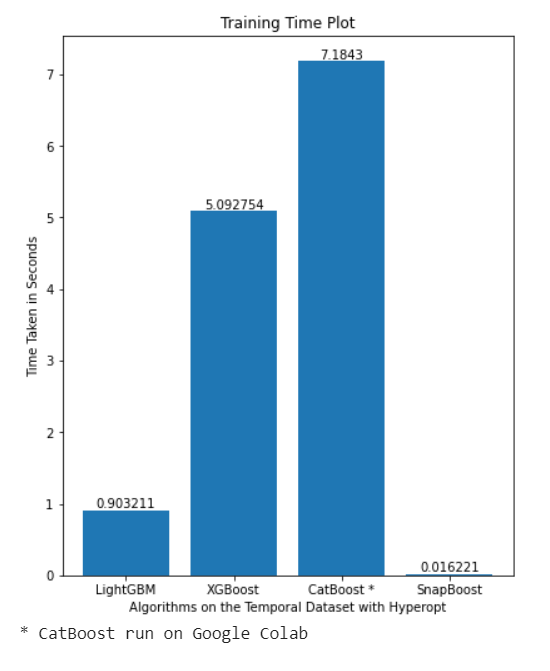 Training Time Plot
7.1843
7
6
5.092754
5
4
Time Taken in Seconds
3
2
1
0.903211
0.016221
0
LightGBM XGBoost CatBoost * SnapBoost
Algorithms on the Temporal Dataset with Hyperopt
* CatBoost run on Google Colab